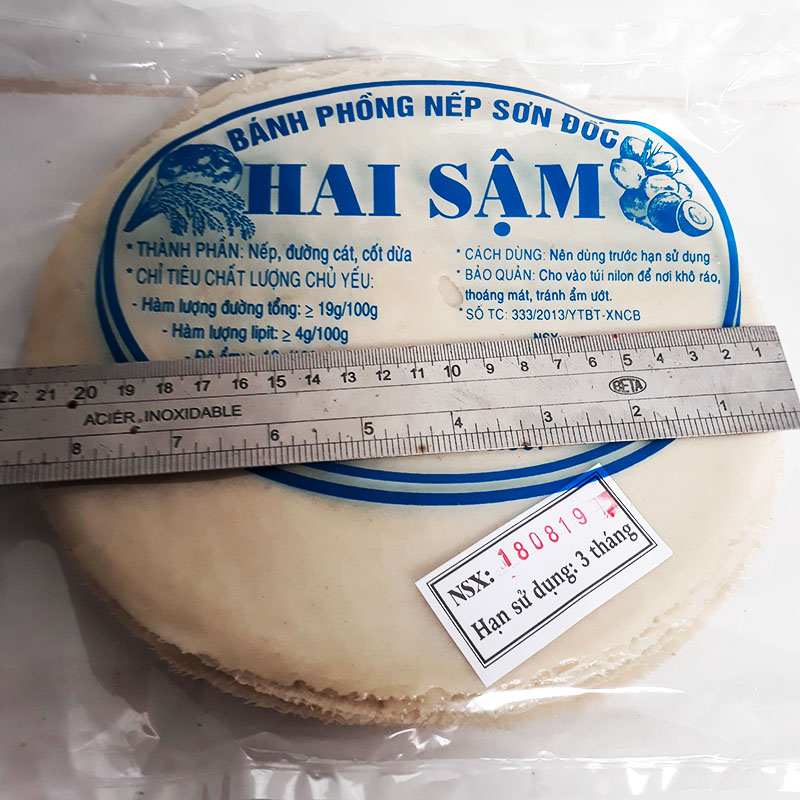 BÁNH PHỒNG NẾP SƠN ĐỐC
HAI SẬM
* THÀNH PHẦN: Nếp, đường cát, cốt dừa
* CHỈ TIÊU CHẤT LƯỢNG CHỦ YẾU:
- Hàm lượng đường tổng: ≥ 19g/100g
- Hàm lượng lipit: ≥ 4g/100g
- Độ ẩm:
* CÁCH DÙNG: Nên dùng trước hạn sử dụng
* BẢO QUẢN: Cho vào túi nilon để nơi khô ráo,
thoáng mát, tránh ẩm ướt.
* SỐ TC: 333/2013/YTBT-XNCB
NSX
22 21 20 19 18 17 16 15 14 13 12 11 10 9 8 7 6 5 4 3 2 1
BETA
ACIER INOXIDABLE
8 7 6 5 4 3 2 1
NSX: 180819
Hạn sử dụng: 3 tháng